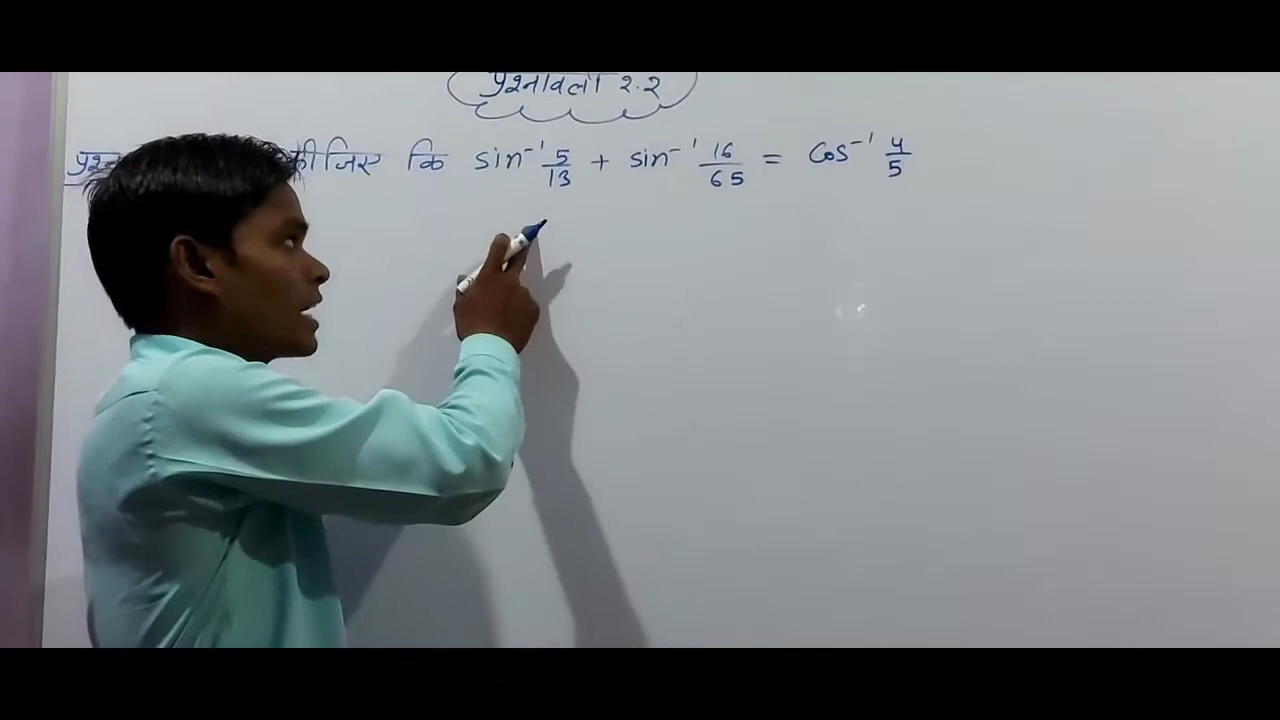 प्रश्नावली २.२
प्रश्न कीजिए कि sin⁻¹ 5/13 + sin⁻¹ 16/65 = cos⁻¹ 4/5